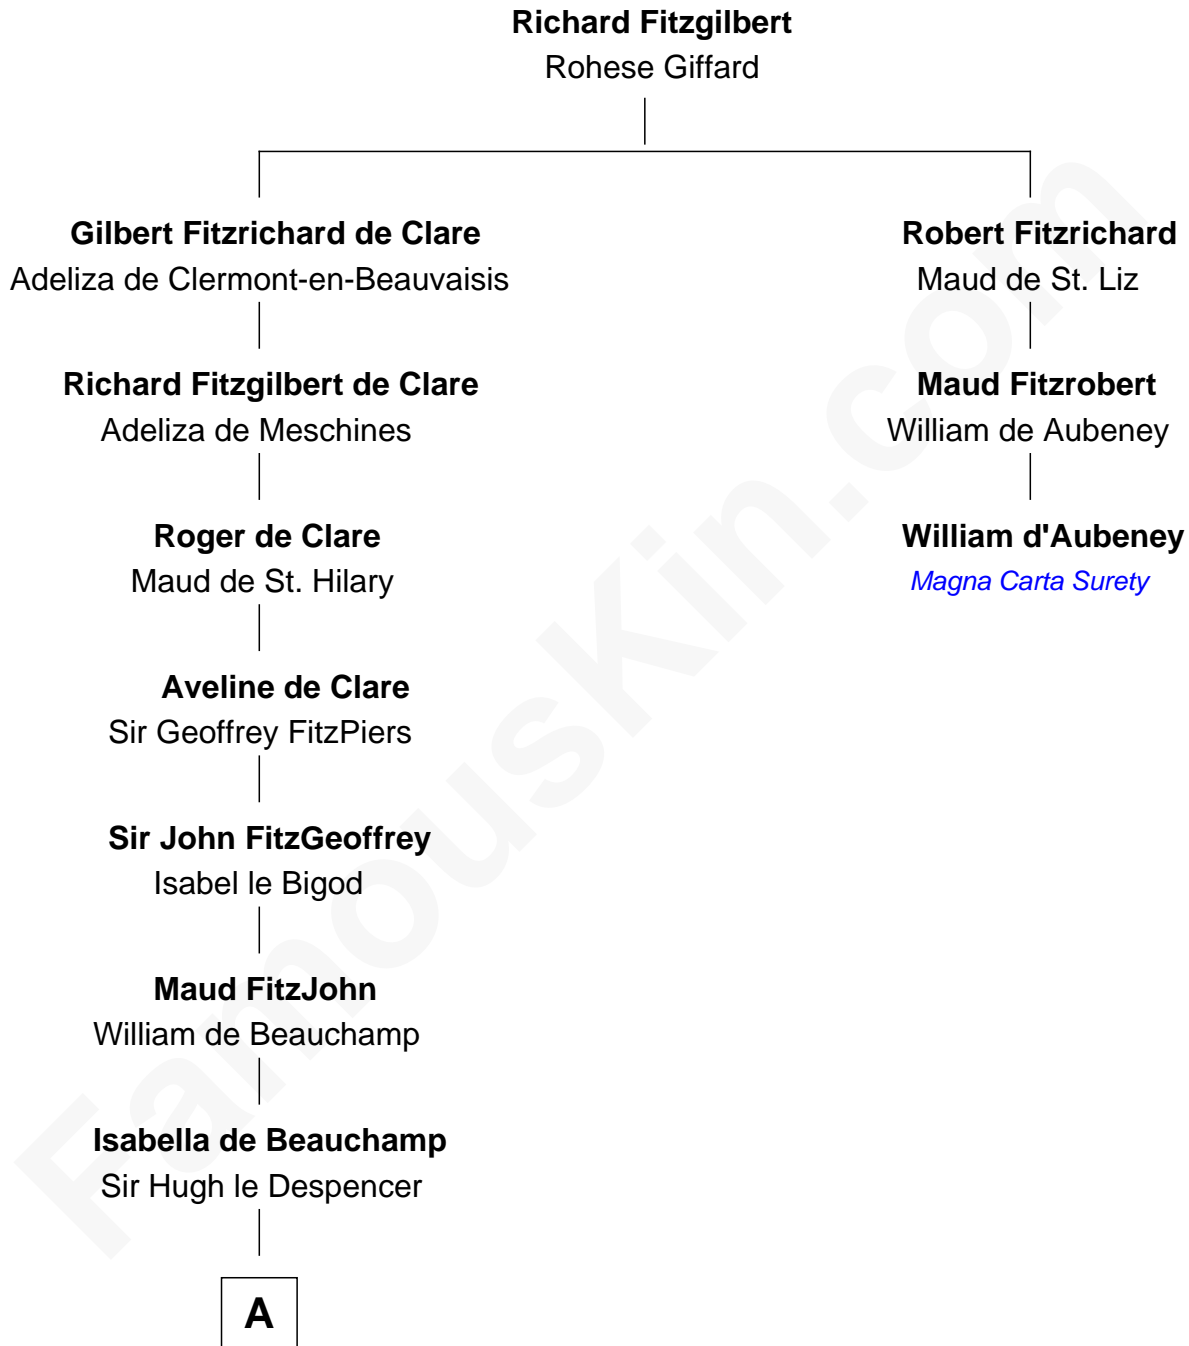 Richard Fitzgilbert
Rohese Giffard
Gilbert Fitzrichard de Clare
Adeliza de Clermont-en-Beauvaisis
Robert Fitzrichard
Maud de St. Liz
Richard Fitzgilbert de Clare
Adeliza de Meschines
Maud Fitzrobert
William de Aubeney
Roger de Clare
Maud de St. Hilary
William d'Aubeney
Magna Carta Surety
Aveline de Clare
Sir Geoffrey FitzPiers
Sir John FitzGeoffrey
Isabel le Bigod
Maud FitzJohn
William de Beauchamp
Isabella de Beauchamp
Sir Hugh le Despencer
A
FamousKin.com